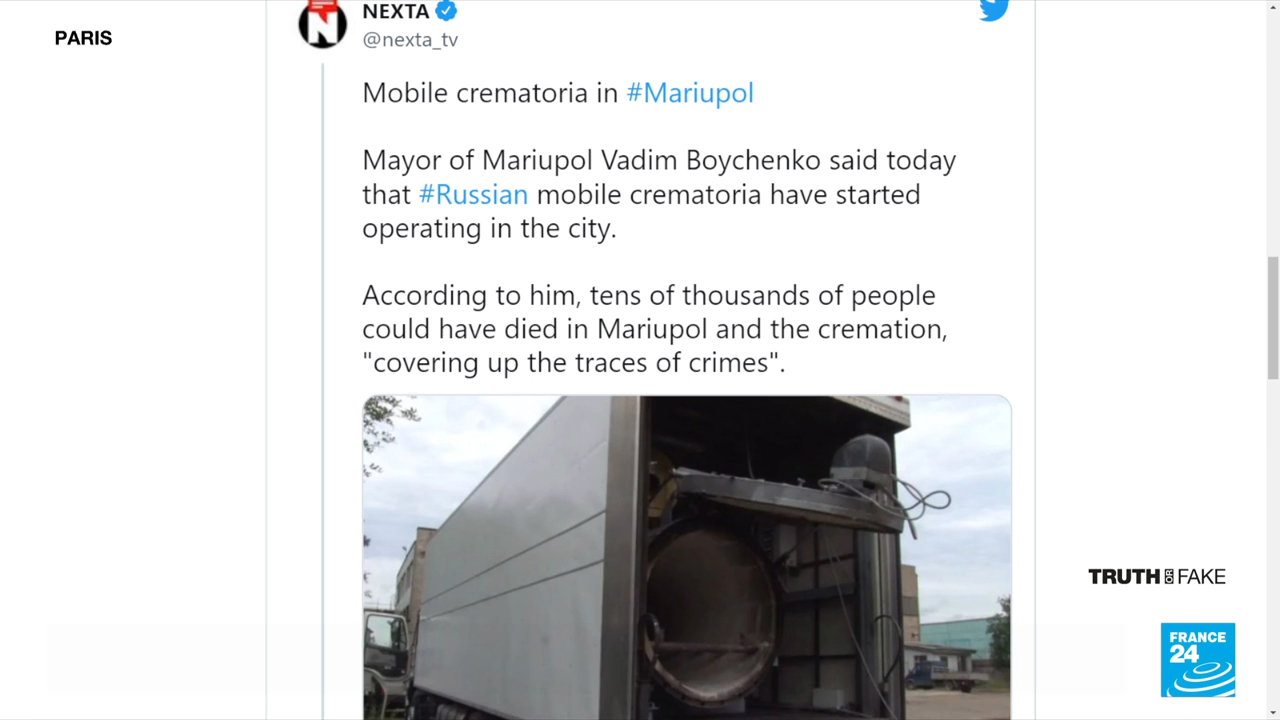 PARIS
NEXTA
@nexta_tv
Mobile crematoria in #Mariupol
Mayor of Mariupol Vadim Boychenko said today
that #Russian mobile crematoria have started
operating in the city.
According to him, tens of thousands of people
could have died in Mariupol and the cremation,
"covering up the traces of crimes".
TRUTH OR FAKE
FRANCE
24